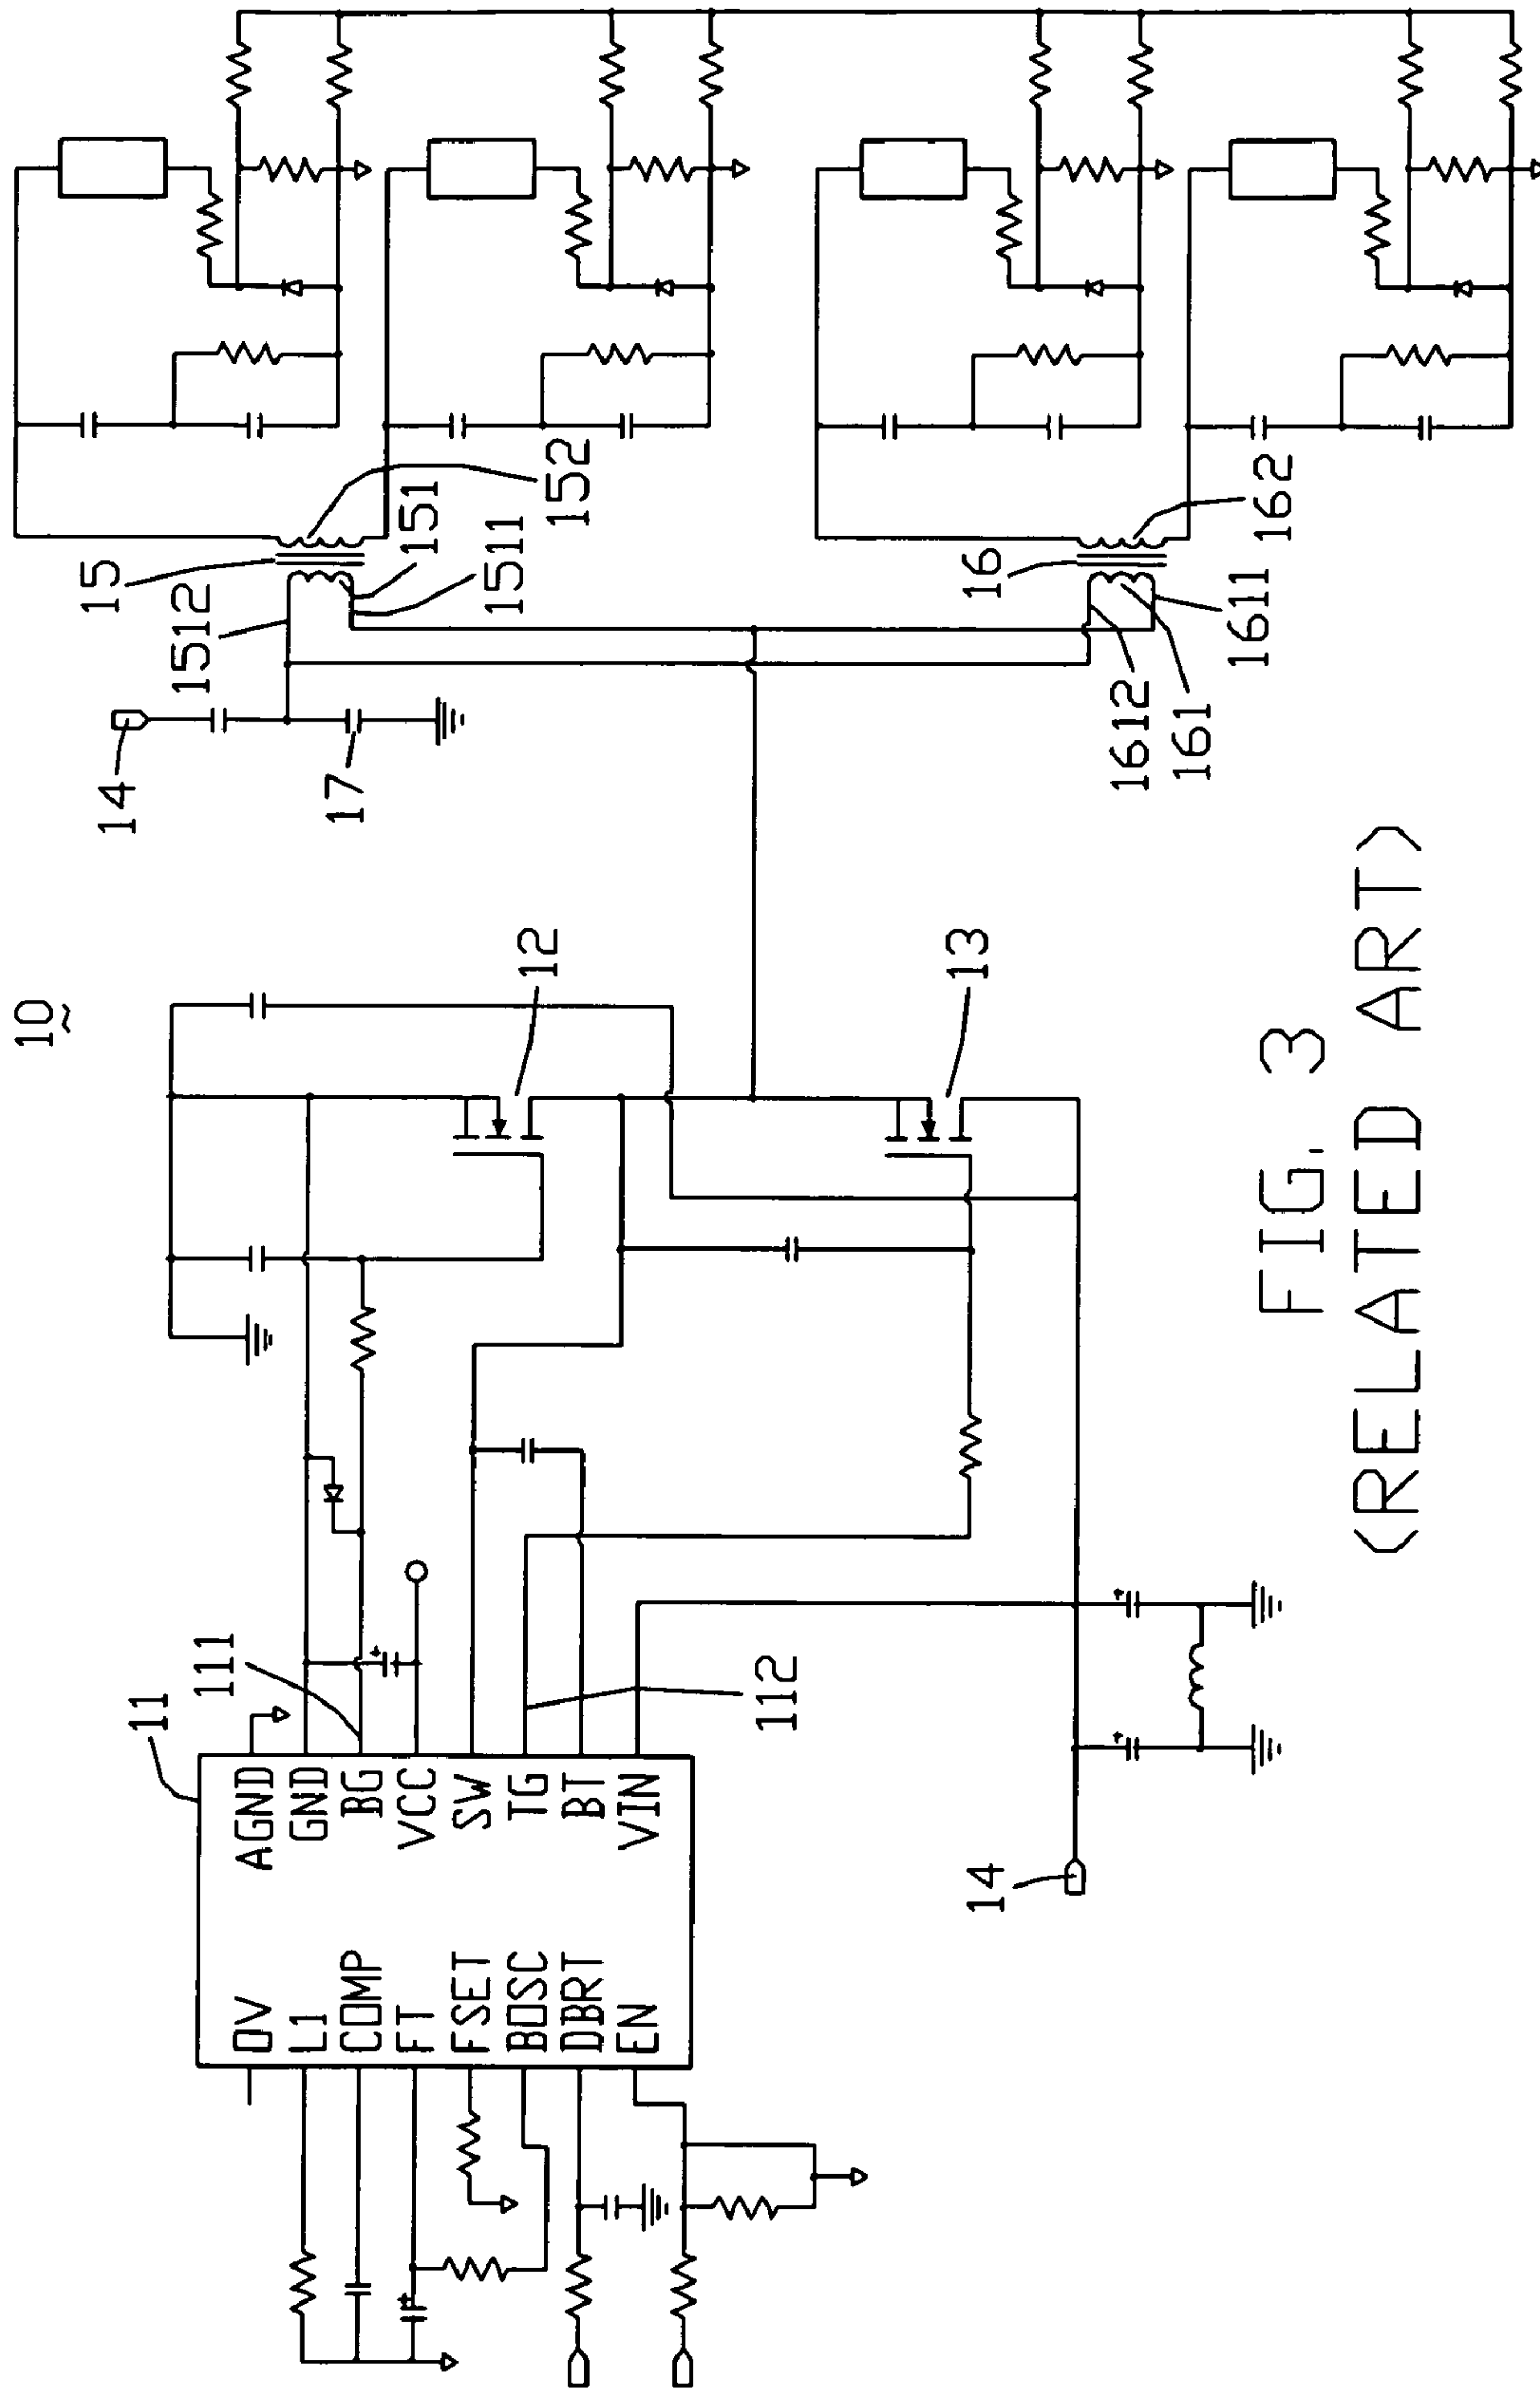 10
11
OV
L1
COMP
FT
FSET
BOSC
DBRT
EN
AGND
GND
BG
VCC
SW
TG
BT
VIN
111
112
12
13
14
14
17
15
1512
151
1511
152
16
162
1611
1612
161
FIG. 3
(RELATED ART)